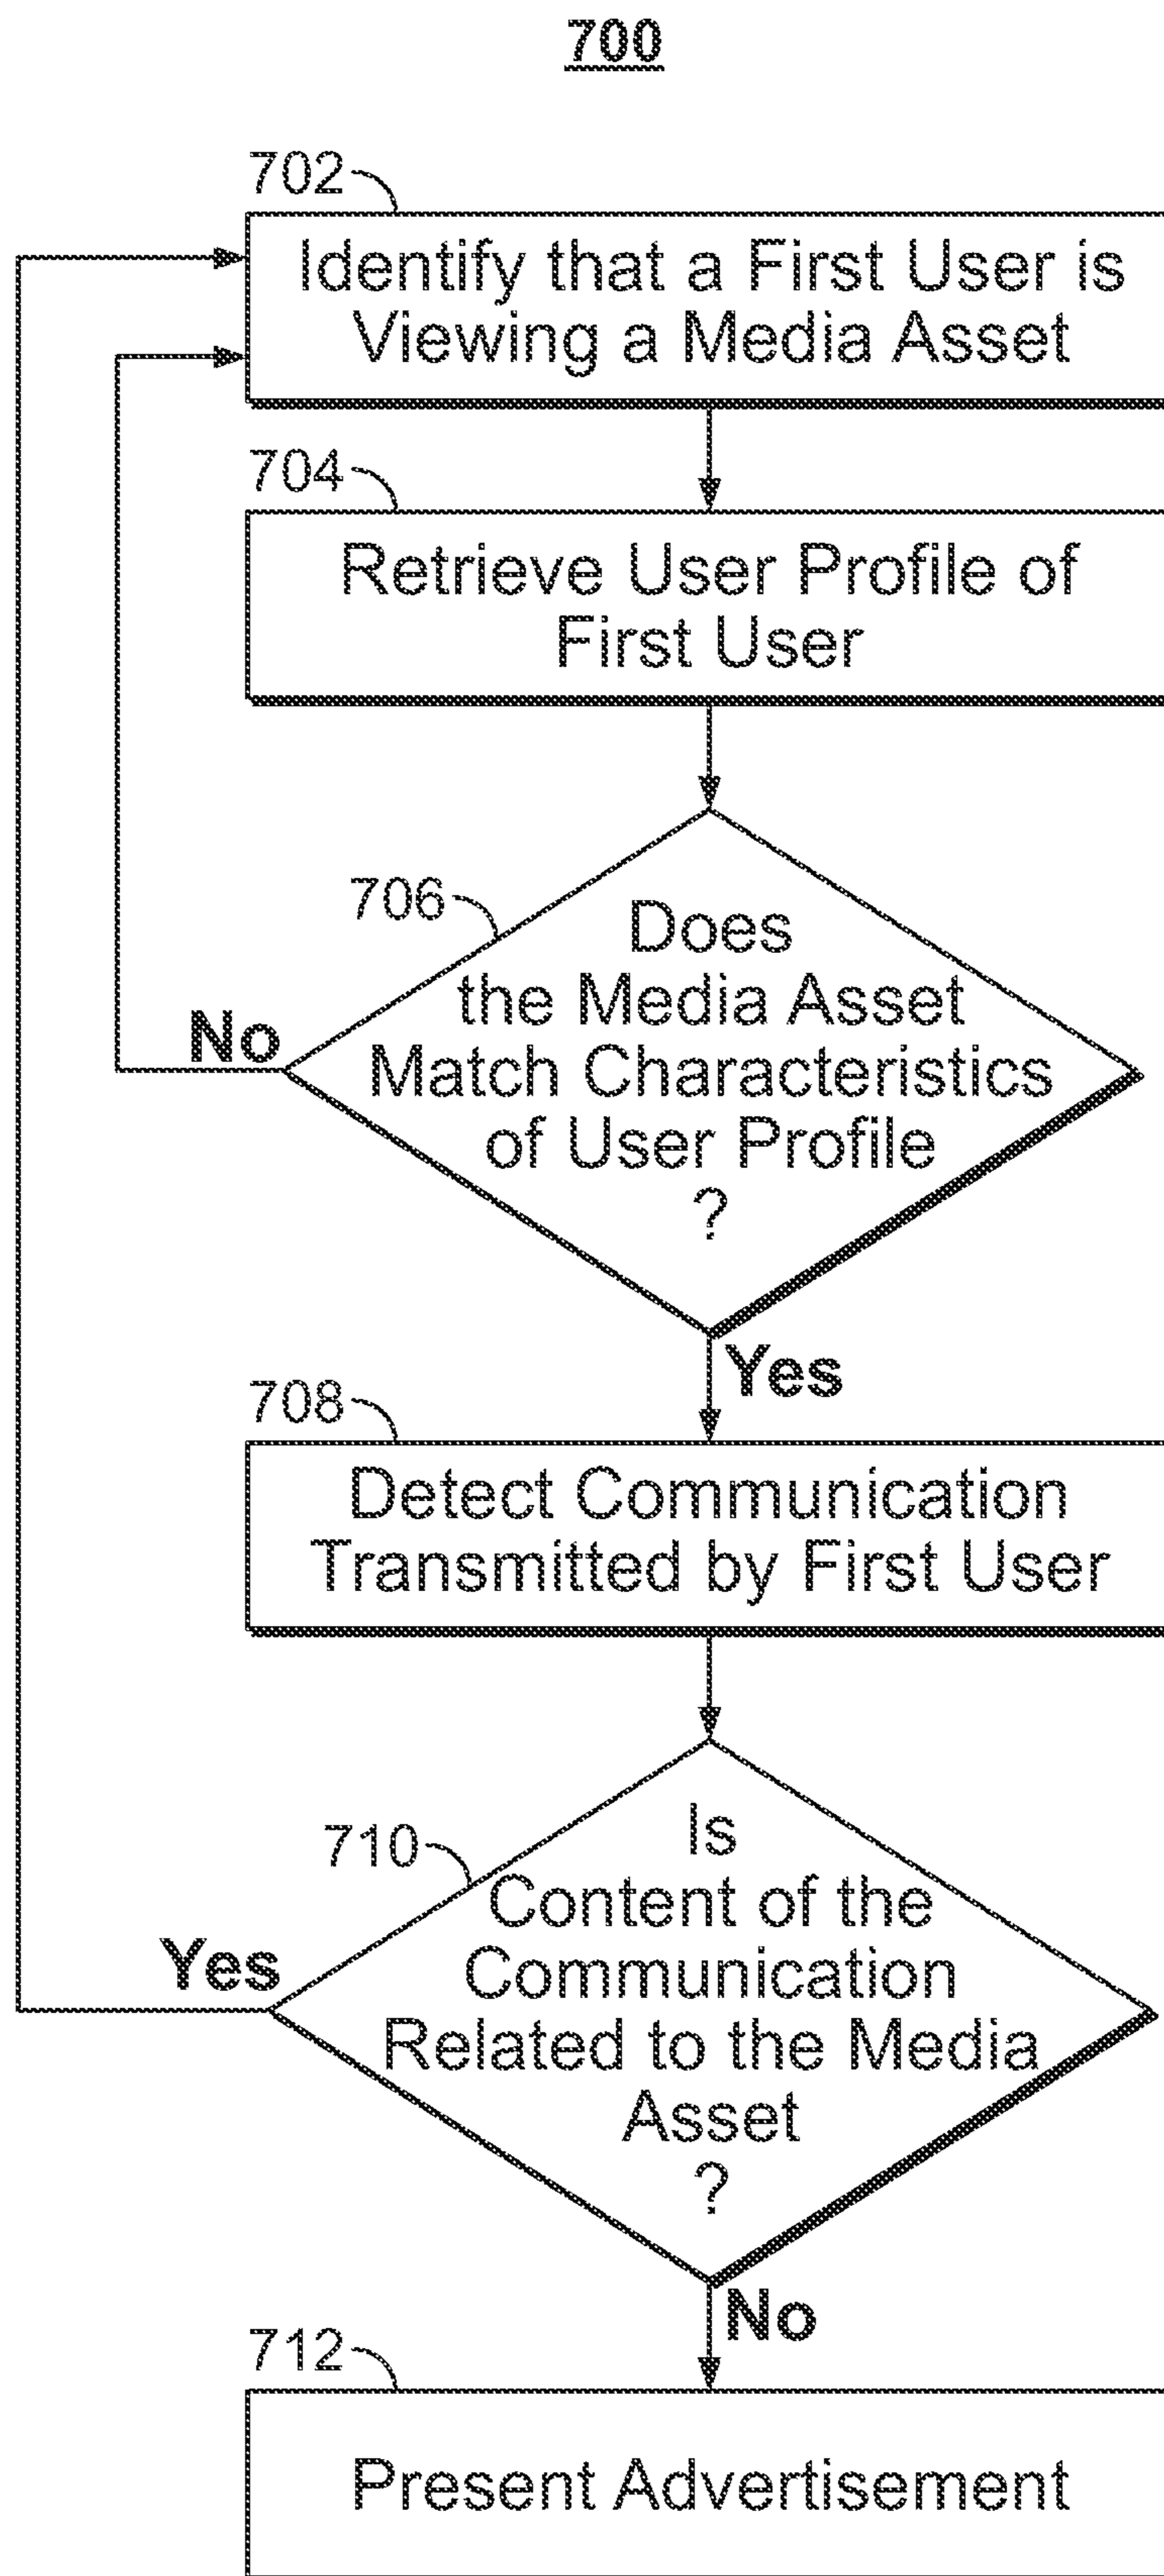 700
702
Identify that a First User is
Viewing a Media Asset
704
Retrieve User Profile of
First User
706
Does
the Media Asset
Match Characteristics
of User Profile
?
No
Yes
708
Detect Communication
Transmitted by First User
710
Is
Content of the
Communication
Related to the Media
Asset
?
Yes
No
712
Present Advertisement